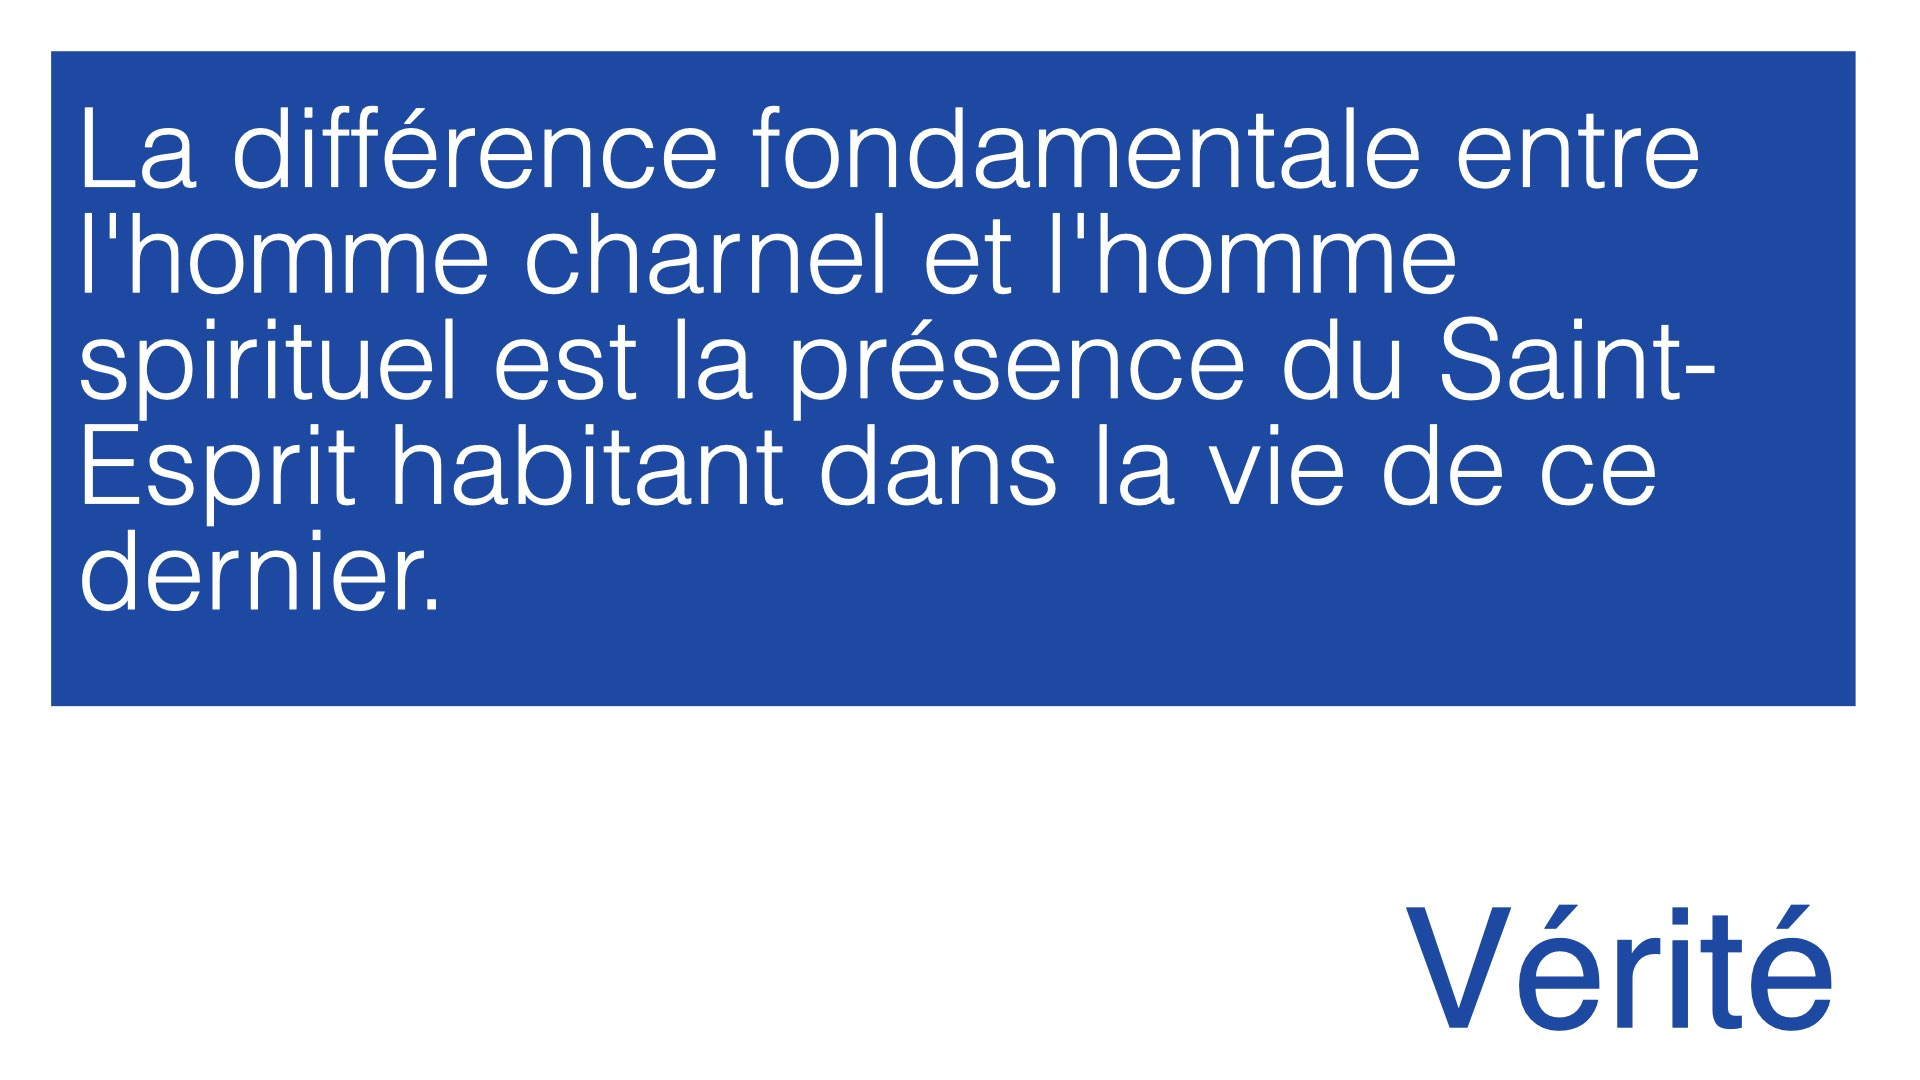 La différence fondamentale entre
l'homme charnel et l'homme
spirituel est la présence du Saint-
Esprit habitant dans la vie de ce
dernier.
Vérité